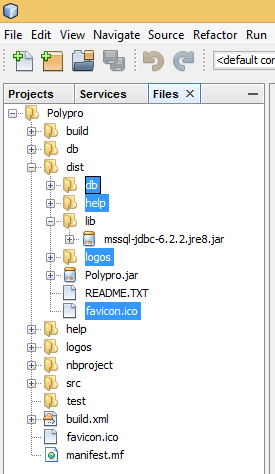 File Edit View Navigate Source Refactor Run
<default con
Projects Services Files
Polypro
build
db
dist
db
help
lib
mssql-jdbc-6.2.2.jre8.jar
logos
Polypro.jar
README.TXT
favicon.ico
help
logos
nbproject
src
test
build.xml
favicon.ico
manifest.mf